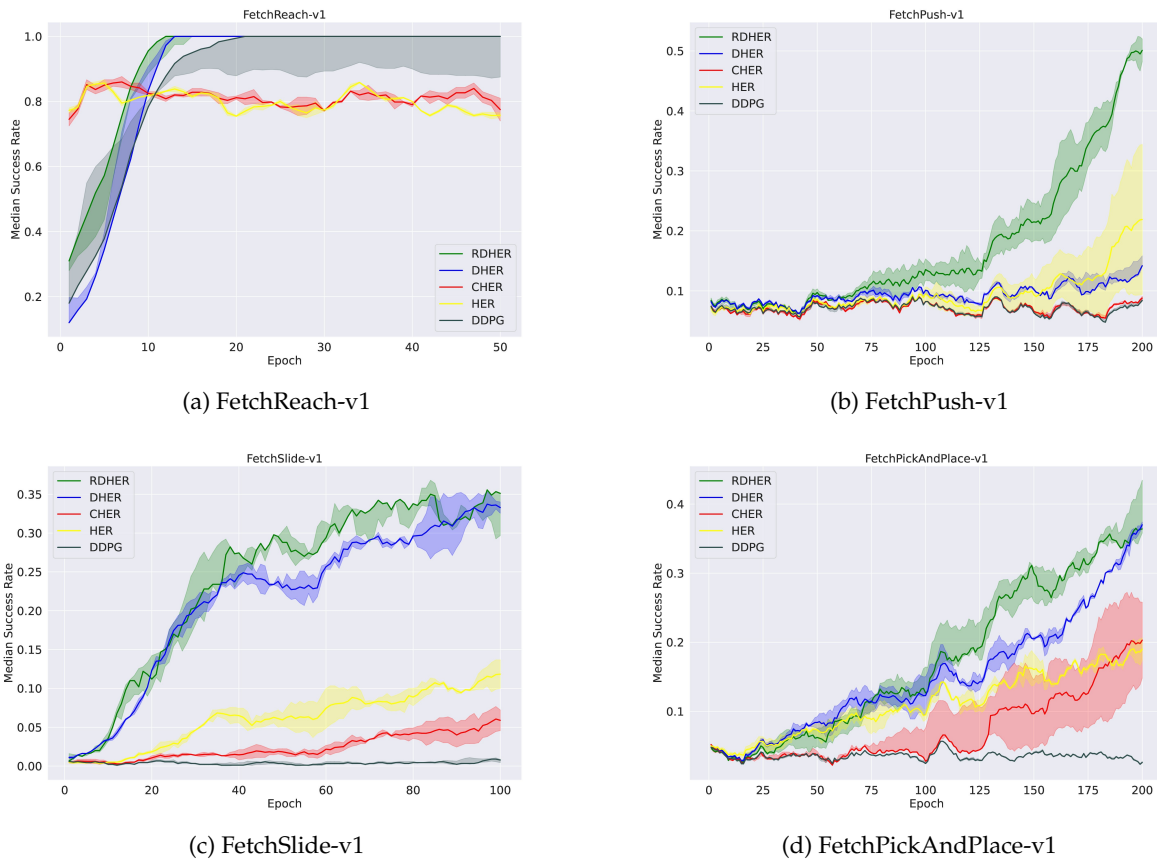 FetchReach-v1
Median Success Rate
1.0
0.8
0.6
0.4
0.2
RDHER
DHER
CHER
HER
DDPG
0 10 20 30 40 50
Epoch
(a) FetchReach-v1
FetchPush-v1
Median Success Rate
0.5
0.4
0.3
0.2
0.1
RDHER
DHER
CHER
HER
DDPG
0 25 50 75 100 125 150 175 200
Epoch
(b) FetchPush-v1
FetchSlide-v1
Median Success Rate
0.35
0.30
0.25
0.20
0.15
0.10
0.05
0.00
RDHER
DHER
CHER
HER
DDPG
0 20 40 60 80 100
Epoch
(c) FetchSlide-v1
FetchPickAndPlace-v1
Median Success Rate
0.4
0.3
0.2
0.1
RDHER
DHER
CHER
HER
DDPG
0 25 50 75 100 125 150 175 200
Epoch
(d) FetchPickAndPlace-v1